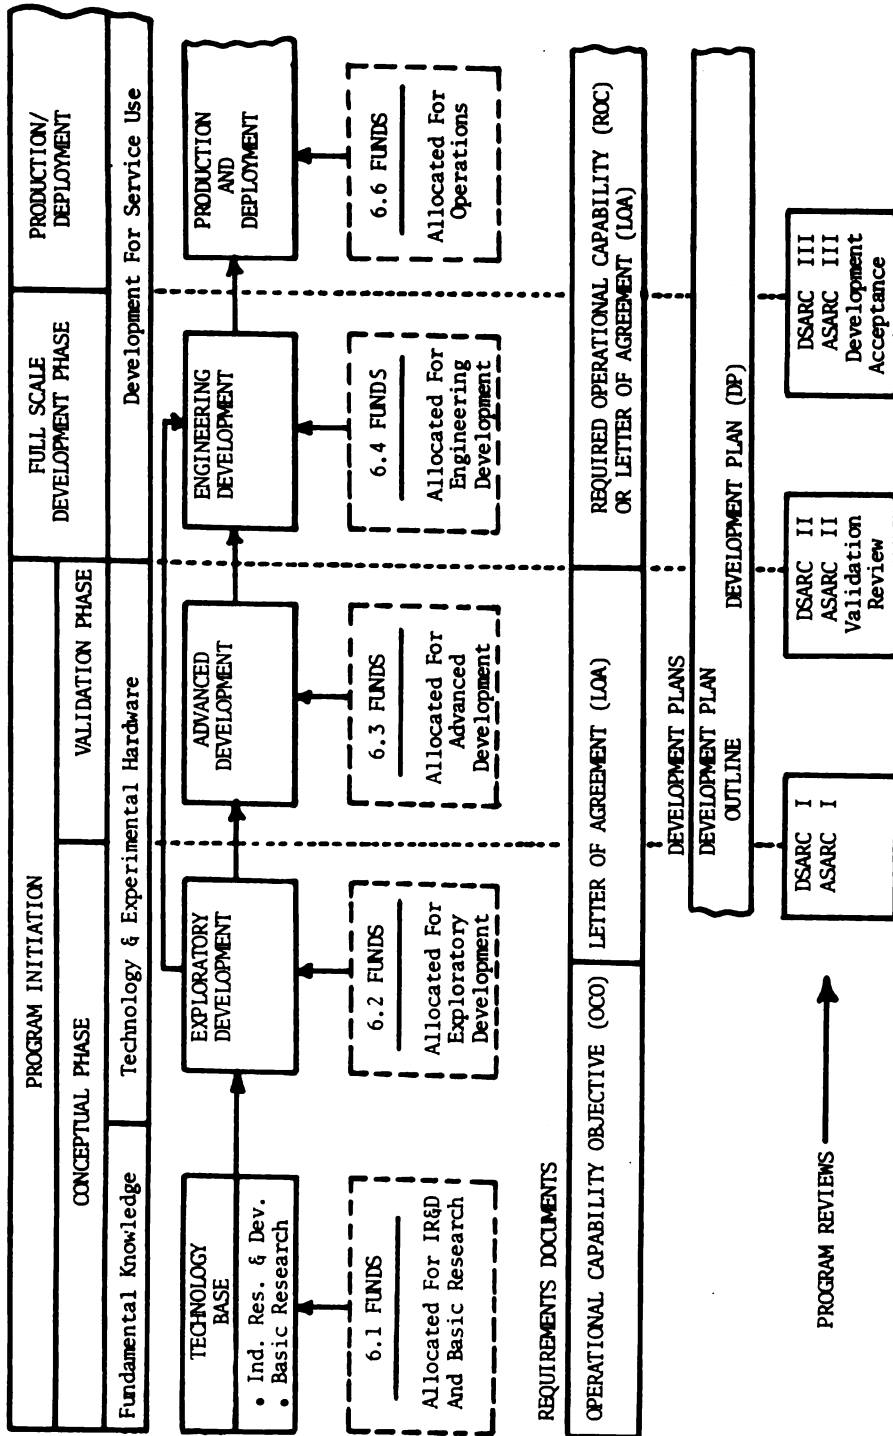 PROGRAM INITIATION
FULL SCALE
DEVELOPMENT PHASE
PRODUCTION/
DEPLOYMENT
CONCEPTUAL PHASE
VALIDATION PHASE
Fundamental Knowledge
Technology & Experimental Hardware
Development For Service Use
TECHNOLOGY
BASE
• Ind. Res. & Dev.
• Basic Research
EXPLORATORY
DEVELOPMENT
ADVANCED
DEVELOPMENT
ENGINEERING
DEVELOPMENT
PRODUCTION
AND
DEPLOYMENT
6.1 FUNDS
Allocated For IR&D
And Basic Research
6.2 FUNDS
Allocated For
Exploratory
Development
6.3 FUNDS
Allocated For
Advanced
Development
6.4 FUNDS
Allocated For
Engineering
Development
6.6 FUNDS
Allocated For
Operations
REQUIREMENTS DOCUMENTS
OPERATIONAL CAPABILITY OBJECTIVE (OCO)
LETTER OF AGREEMENT (LOA)
REQUIRED OPERATIONAL CAPABILITY (ROC)
OR LETTER OF AGREEMENT (LOA)
DEVELOPMENT PLANS
DEVELOPMENT PLAN
OUTLINE
DEVELOPMENT PLAN (DP)
PROGRAM REVIEWS
DSARC I
ASARC I
DSARC II
ASARC II
Validation
Review
DSARC III
ASARC III
Development
Acceptance